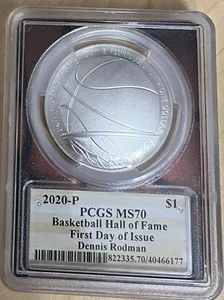 2020-P $1
PCGS MS70
Basketball Hall of Fame
First Day of Issue
Dennis Rodman
822335.70/40466177